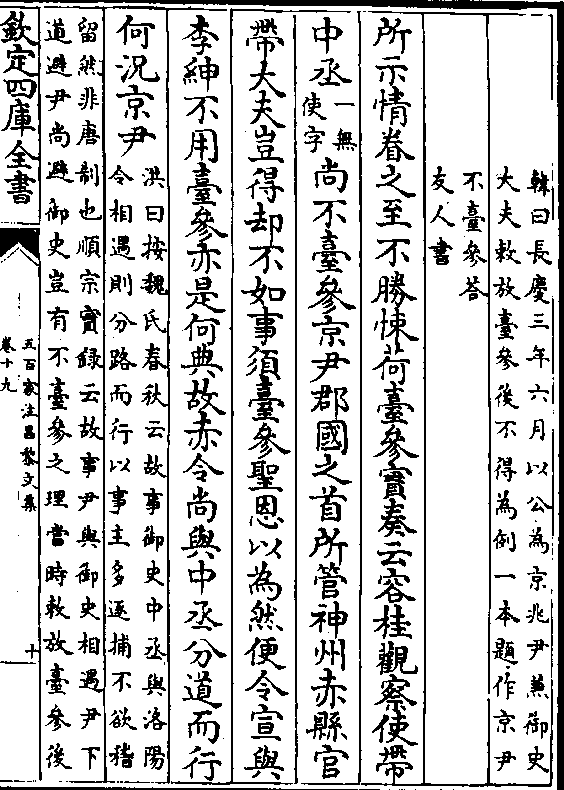 韓曰長慶三年六月以公為京兆尹兼御史
大夫敕放臺參後不得為例一本題作京尹
不臺參荅
友人書
所示情眷之至不勝悚荷臺參實奏云容桂觀察使帶
中丞一無使字尚不臺參京尹郡國之首所管神州赤縣官
帶大夫豈得却不如事須臺參聖恩以為然便令宣與
李紳不用臺參亦是何典故赤令尚與中丞分道而行
何況京尹洪曰按魏氏春秋云故事御史中丞與洛陽
令相遇則分路而行以事主多逐捕不欲稽
留然非唐制也順宗實錄云故事尹與御史相遇尹下
道避尹尚避御史豈有不臺參之理當時敕放臺參後
欽定四庫全書
五百家注昌黎文集
卷十九
十